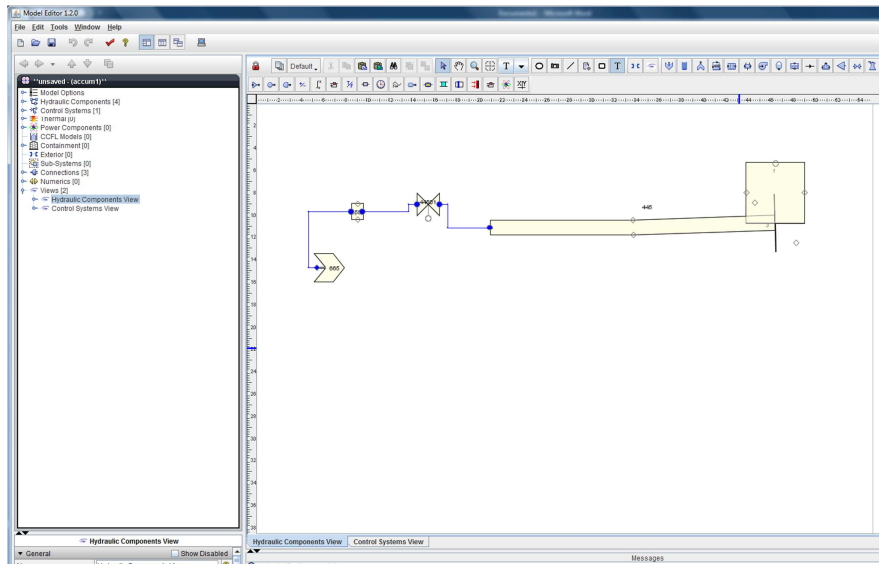 Model Editor 1.2.0
File Edit Tools Window Help
Default
**unsaved - (accum1)**
Model Options
Hydraulic Components [4]
Control Systems [1]
Thermal [0]
Power Components [0]
CCFL Models [0]
Containment [0]
Exterior [0]
Sub-Systems [0]
Connections [3]
Numerics [0]
Views [2]
Hydraulic Components View
Control Systems View
446
665
Hydraulic Components View
General
Show Disabled
Hydraulic Components View Control Systems View
Messages